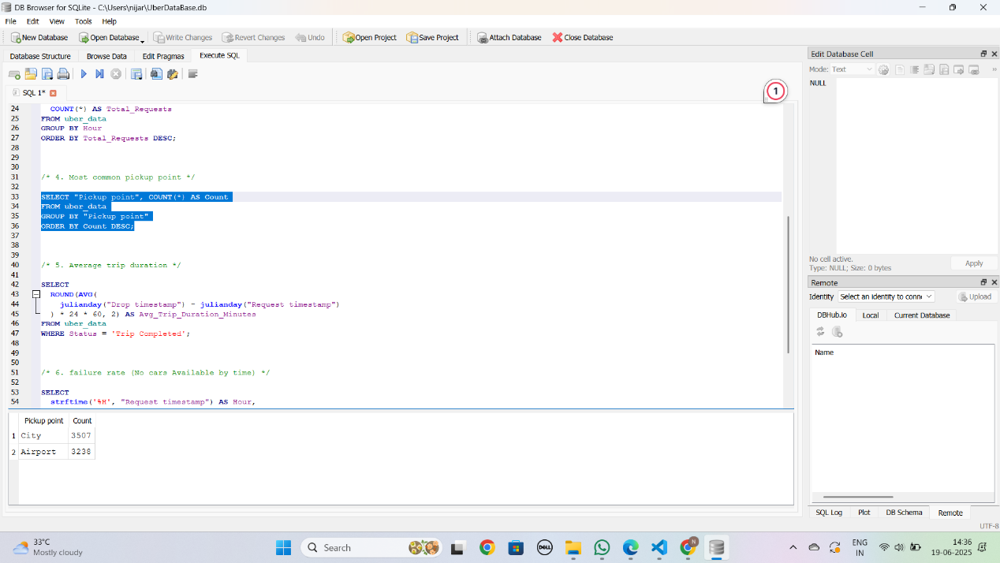 DB Browser for SQLite - C:\Users\nijar\UberDataBase.db
File Edit View Tools Help
New Database Open Database Write Changes Revert Changes Undo Open Project Save Project Attach Database Close Database
Database Structure Browse Data Edit Pragmas Execute SQL
SQL 1*
1
24 COUNT(*) AS Total_Requests
25 FROM uber_data
26 GROUP BY Hour
27 ORDER BY Total_Requests DESC;
28
29
30
31 /* 4. Most common pickup point */
32
33 SELECT "Pickup point", COUNT(*) AS Count
34 FROM uber_data
35 GROUP BY "Pickup point"
36 ORDER BY Count DESC;
37
38
39
40 /* 5. Average trip duration */
41
42 SELECT
43 ROUND(AVG(
44 julianday("Drop timestamp") - julianday("Request timestamp")
45 ) * 24 * 60, 2) AS Avg_Trip_Duration_Minutes
46 FROM uber_data
47 WHERE Status = 'Trip Completed';
48
49
50
51 /* 6. failure rate (No cars Available by time) */
52
53 SELECT
54 strftime('%H', "Request timestamp") AS Hour,
Pickup point Count
1 City 3507
2 Airport 3238
Edit Database Cell
Mode: Text
NULL
No cell active.
Type: NULL; Size: 0 bytes
Apply
Remote
Identity Select an identity to conne Upload
DBHub.io Local Current Database
Name
SQL Log Plot DB Schema Remote
UTF-8
33°C
Mostly cloudy
Search
DELL
N
ENG
IN
14:36
19-06-2025